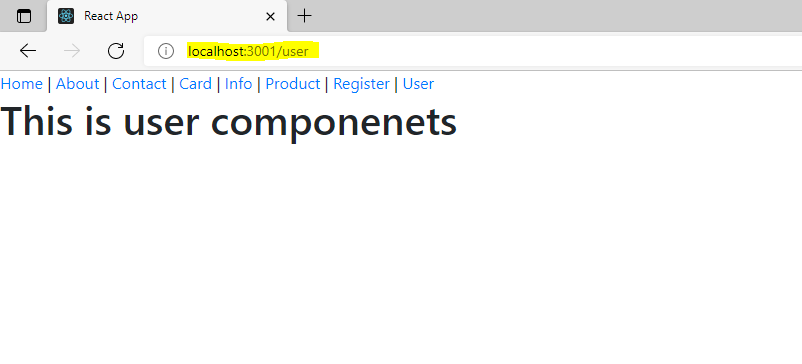 React App
localhost:3001/user
Home | About | Contact | Card | Info | Product | Register | User
This is user componenets